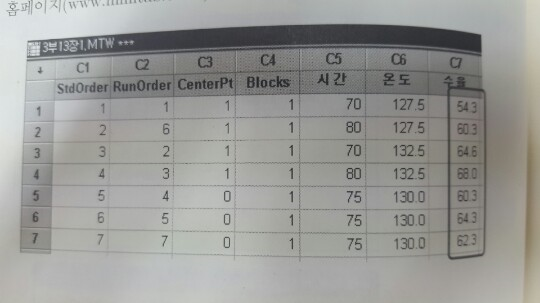 홈페이지(www.minitab
3부13장1.MTW ***
↓ C1 C2 C3 C4 C5 C6 C7
StdOrder RunOrder CenterPt Blocks 시간 온도 수율
1 1 1 1 1 70 127.5 54.3
2 2 6 1 1 80 127.5 60.3
3 3 2 1 1 70 132.5 64.6
4 4 3 1 1 80 132.5 68.0
5 5 4 0 1 75 130.0 60.3
6 6 5 0 1 75 130.0 64.3
7 7 7 0 1 75 130.0 62.3